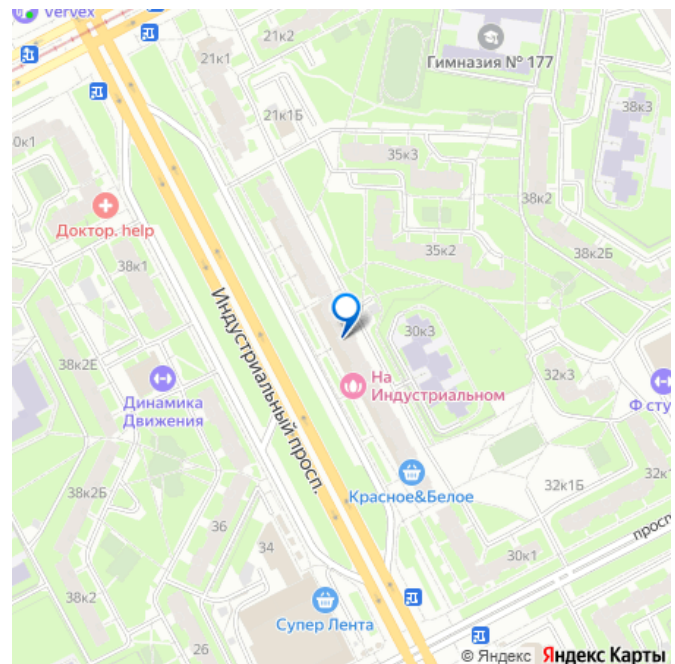 vervex
21к2
21к1
Гимназия № 177
38к3
21к1Б
0к1
35к3
38к2
Доктор. help
38к1
35к2
38к2Б
Индустриальный просп.
30к3
38к2Е
На
Индустриальном
32к3
Ф сту
Динамика
Движения
38к2Б
Красное&Белое
32к1Б
32к
36
34
30к1
просп
38к2
Супер Лента
26
© Яндекс Яндекс Карты